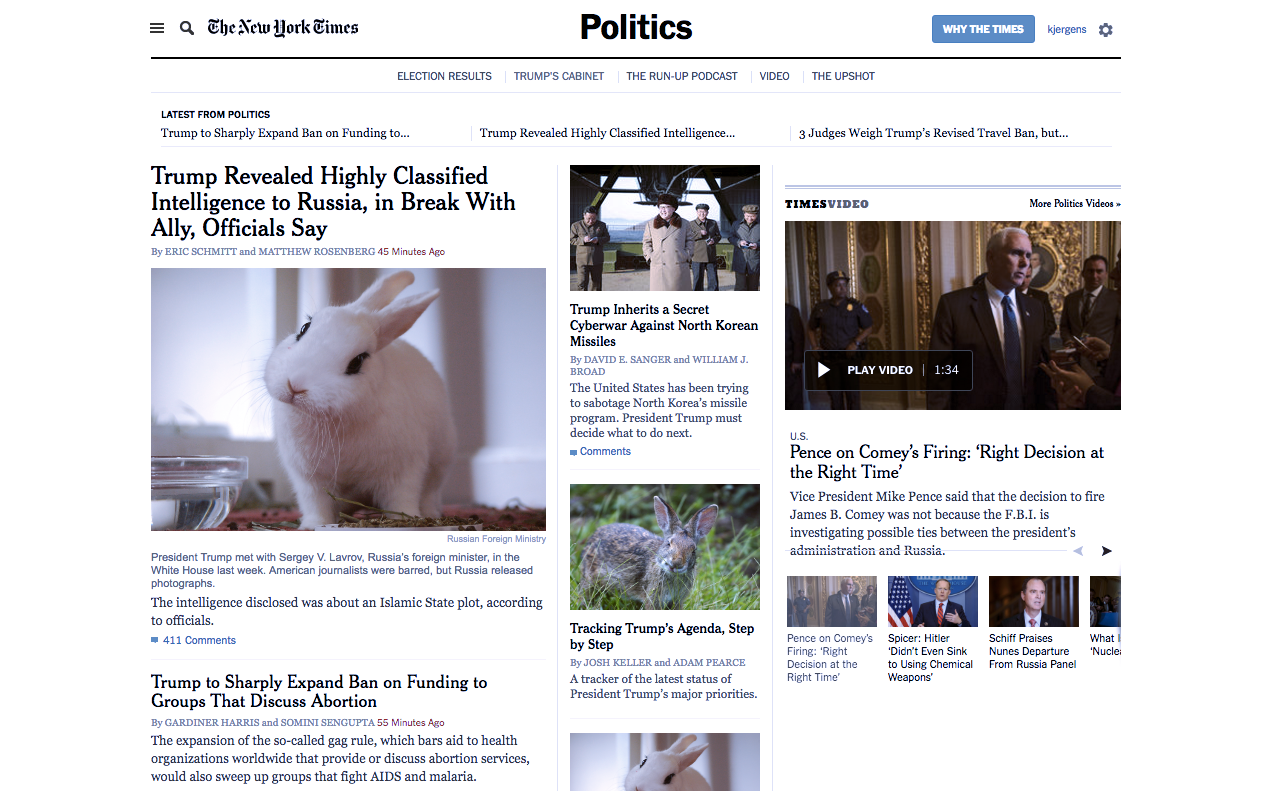 The New York Times
Politics
WHY THE TIMES
kjergens
ELECTION RESULTS
TRUMP'S CABINET
THE RUN-UP PODCAST
VIDEO
THE UPSHOT
LATEST FROM POLITICS
Trump to Sharply Expand Ban on Funding to...
Trump Revealed Highly Classified Intelligence...
3 Judges Weigh Trump's Revised Travel Ban, but...
Trump Revealed Highly Classified
Intelligence to Russia, in Break With
Ally, Officials Say
By ERIC SCHMITT and MATTHEW ROSENBERG 45 Minutes Ago
Russian Foreign Ministry
President Trump met with Sergey V. Lavrov, Russia's foreign minister, in the
White House last week. American journalists were barred, but Russia released
photographs.
The intelligence disclosed was about an Islamic State plot, according
to officials.
411 Comments
Trump to Sharply Expand Ban on Funding to
Groups That Discuss Abortion
By GARDINER HARRIS and SOMINI SENGUPTA 55 Minutes Ago
The expansion of the so-called gag rule, which bars aid to health
organizations worldwide that provide or discuss abortion services,
would also sweep up groups that fight AIDS and malaria.
Trump Inherits a Secret
Cyberwar Against North Korean
Missiles
By DAVID E. SANGER and WILLIAM J.
BROAD
The United States has been trying
to sabotage North Korea's missile
program. President Trump must
decide what to do next.
Comments
Tracking Trump's Agenda, Step
by Step
By JOSH KELLER and ADAM PEARCE
A tracker of the latest status of
President Trump's major priorities.
TIMESVIDEO
More Politics Videos »
PLAY VIDEO | 1:34
U.S.
Pence on Comey's Firing: 'Right Decision at
the Right Time'
Vice President Mike Pence said that the decision to fire
James B. Comey was not because the F.B.I. is
investigating possible ties between the president's
administration and Russia.
Pence on Comey's
Firing: 'Right
Decision at the
Right Time'
Spicer: Hitler
'Didn't Even Sink
to Using Chemical
Weapons'
Schiff Praises
Nunes Departure
From Russia Panel
What I
'Nuclea